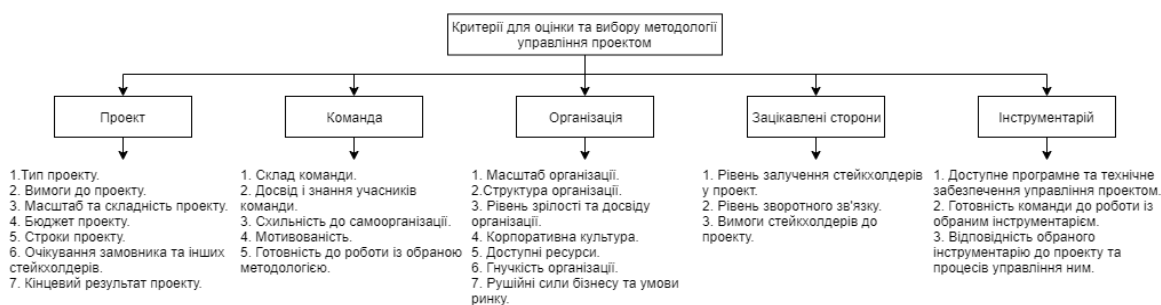 Критерії для оцінки та вибору методології
управління проектом
Проект
Команда
Організація
Зацікавлені сторони
Інструментарій
1.Тип проекту.
2. Вимоги до проекту.
3. Масштаб та складність проекту.
4. Бюджет проекту.
5. Строки проекту.
6. Очікування замовника та інших
стейкхолдерів.
7. Кінцевий результат проекту.
1. Склад команди.
2. Досвід і знання учасників
команди.
3. Схильність до самоорганізації.
4. Мотивованість.
5. Готовність до роботи із обраною
методологією.
1. Масштаб організації.
2.Структура організації.
3. Рівень зрілості та досвіду
організації.
4. Корпоративна культура.
5. Доступні ресурси.
6. Гнучкість організації.
7. Рушійні сили бізнесу та умови
ринку.
1. Рівень залучення стейкхолдерів
у проект.
2. Рівень зворотного зв'язку.
3. Вимоги стейкхолдерів до
проекту.
1. Доступне програмне та технічне
забезпечення управління проектом.
2. Готовність команди до роботи із
обраним інструментарієм.
3. Відповідність обраного
інструментарію до проекту та
процесів управління ним.